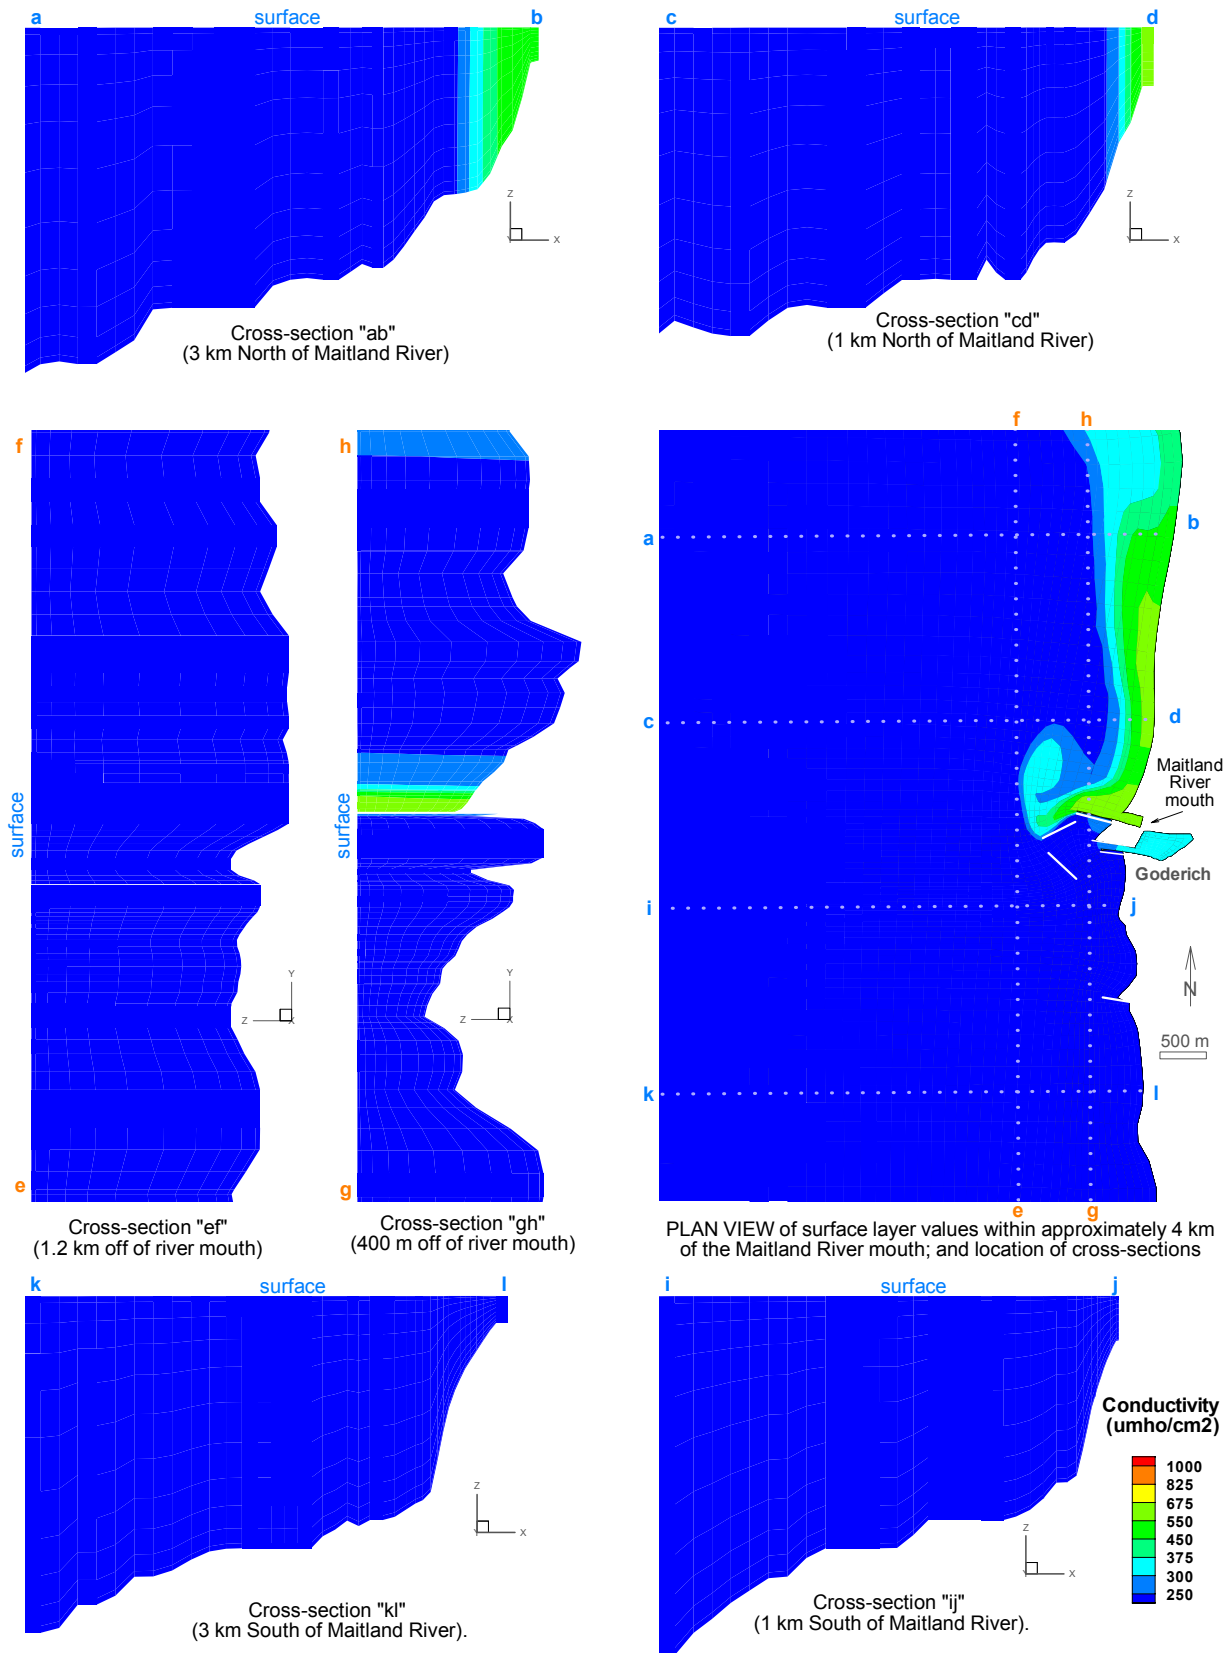 a surface b
c surface d
Z
X
Y
Z
X
Y
Cross-section "ab"
(3 km North of Maitland River)
Cross-section "cd"
(1 km North of Maitland River)
f
h
f h
surface
surface
a
b
c
d
Maitland
River
mouth
Goderich
i
j
N
500 m
k
l
Y
Z X
Y
Z X
e
g
e g
Cross-section "ef"
(1.2 km off of river mouth)
Cross-section "gh"
(400 m off of river mouth)
PLAN VIEW of surface layer values within approximately 4 km
of the Maitland River mouth; and location of cross-sections
k surface l
i surface j
Z
Y X
Z
Y X
Cross-section "kl"
(3 km South of Maitland River).
Cross-section "ij"
(1 km South of Maitland River).
Conductivity
(umho/cm2)
1000
825
675
550
450
375
300
250